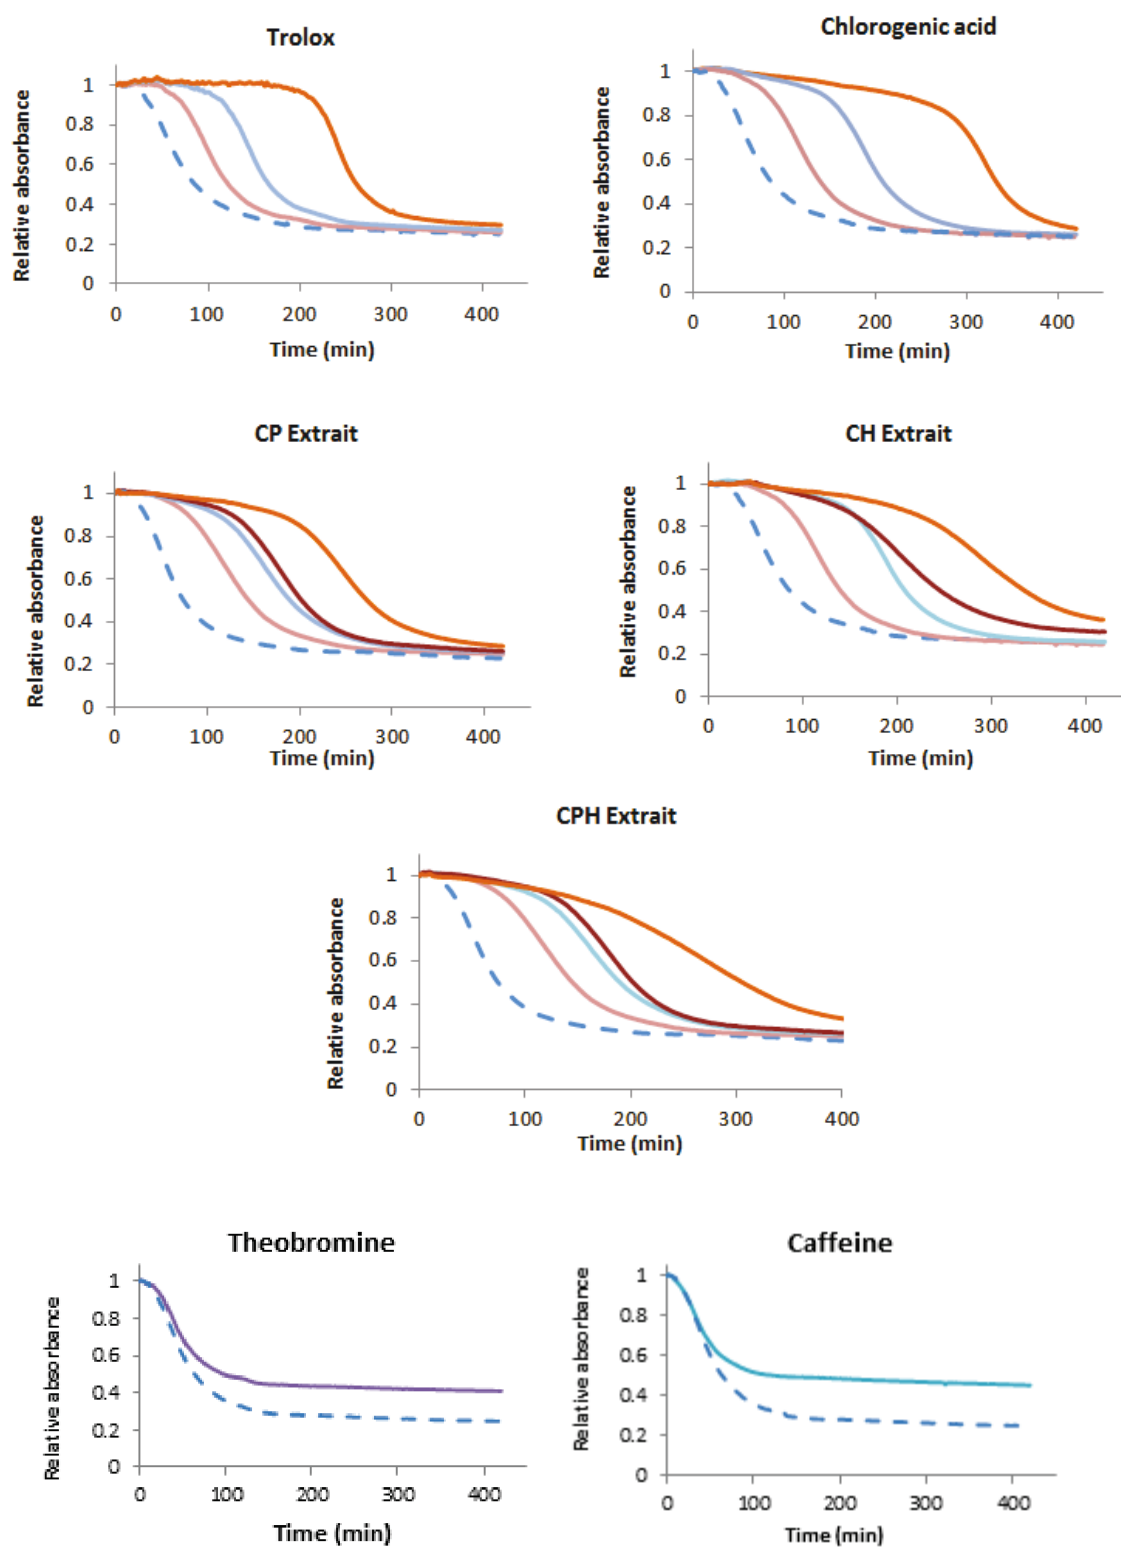 Trolox
Relative absorbance
1
0.8
0.6
0.4
0.2
0
0 100 200 300 400
Time (min)
Chlorogenic acid
Relative absorbance
1
0.8
0.6
0.4
0.2
0
0 100 200 300 400
Time (min)
CP Extrait
Relative absorbance
1
0.8
0.6
0.4
0.2
0
0 100 200 300 400
Time (min)
CH Extrait
Relative absorbance
1
0.8
0.6
0.4
0.2
0
0 100 200 300 400
Time (min)
CPH Extrait
Relative absorbance
1
0.8
0.6
0.4
0.2
0
0 100 200 300 400
Time (min)
Theobromine
Relative absorbance
1
0.8
0.6
0.4
0.2
0
0 100 200 300 400
Time (min)
Caffeine
Relative absorbance
1
0.8
0.6
0.4
0.2
0
0 100 200 300 400
Time (min)